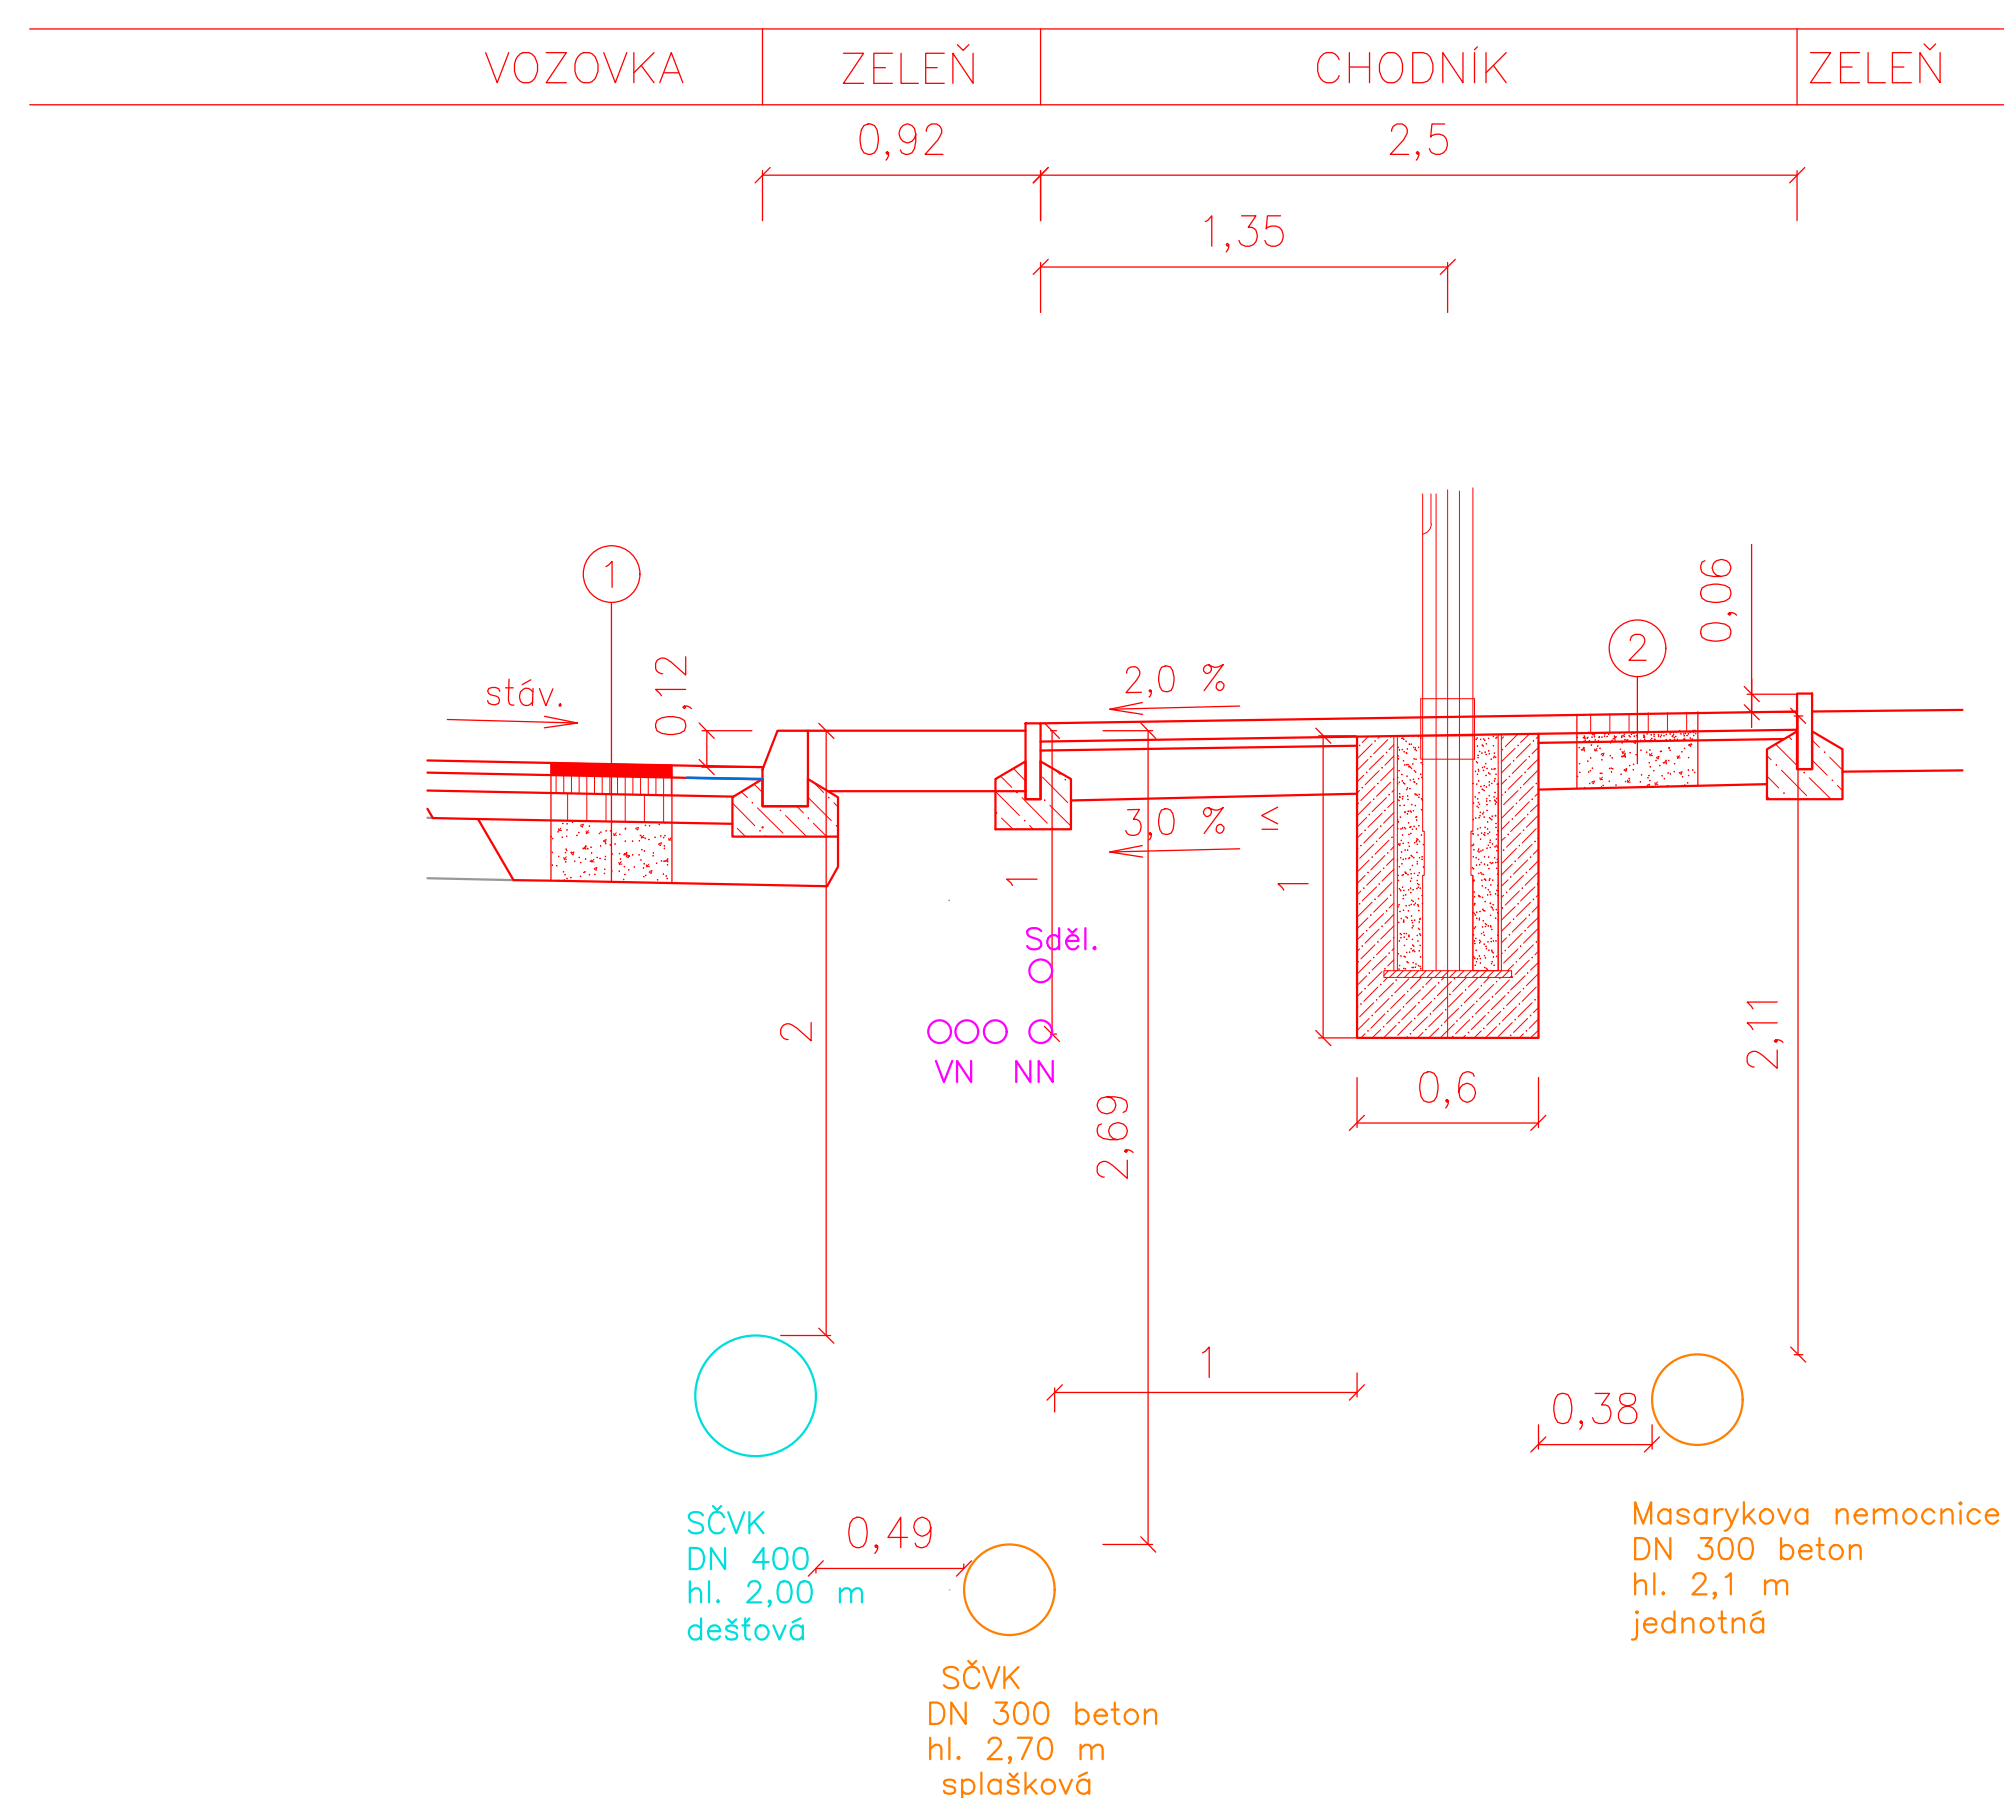 VOZOVKA ZELEŇ CHODNÍK ZELEŇ
0,92 2,5
1,35
1
0,06
2
stáv.
0,12
2,0 %
3,0 % ≤
1
1
Sděl.
VN NN
2
2,69
0,6
2,11
1
0,38
0,49
SČVK
DN 400
hl. 2,00 m
dešťová
SČVK
DN 300 beton
hl. 2,70 m
splašková
Masarykova nemocnice
DN 300 beton
hl. 2,1 m
jednotná